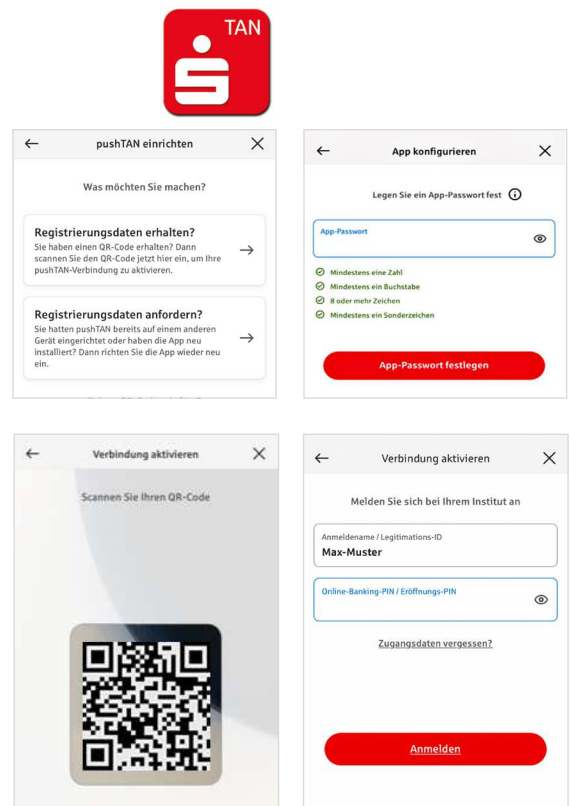 TAN
pushTAN einrichten
Was möchten Sie machen?
Registrierungsdaten erhalten?
Sie haben einen QR-Code erhalten? Dann
scannen Sie den QR-Code jetzt hier ein, um Ihre
pushTAN-Verbindung zu aktivieren.
Registrierungsdaten anfordern?
Sie hatten pushTAN bereits auf einem anderen
Gerät eingerichtet oder haben die App neu
installiert? Dann richten Sie die App wieder neu
ein.
App konfigurieren
Legen Sie ein App-Passwort fest
App-Passwort
Mindestens eine Zahl
Mindestens ein Buchstabe
8 oder mehr Zeichen
Mindestens ein Sonderzeichen
App-Passwort festlegen
Verbindung aktivieren
Scannen Sie Ihren QR-Code
Verbindung aktivieren
Melden Sie sich bei Ihrem Institut an
Anmeldename / Legitimations-ID
Max-Muster
Online-Banking-PIN / Eröffnungs-PIN
Zugangsdaten vergessen?
Anmelden